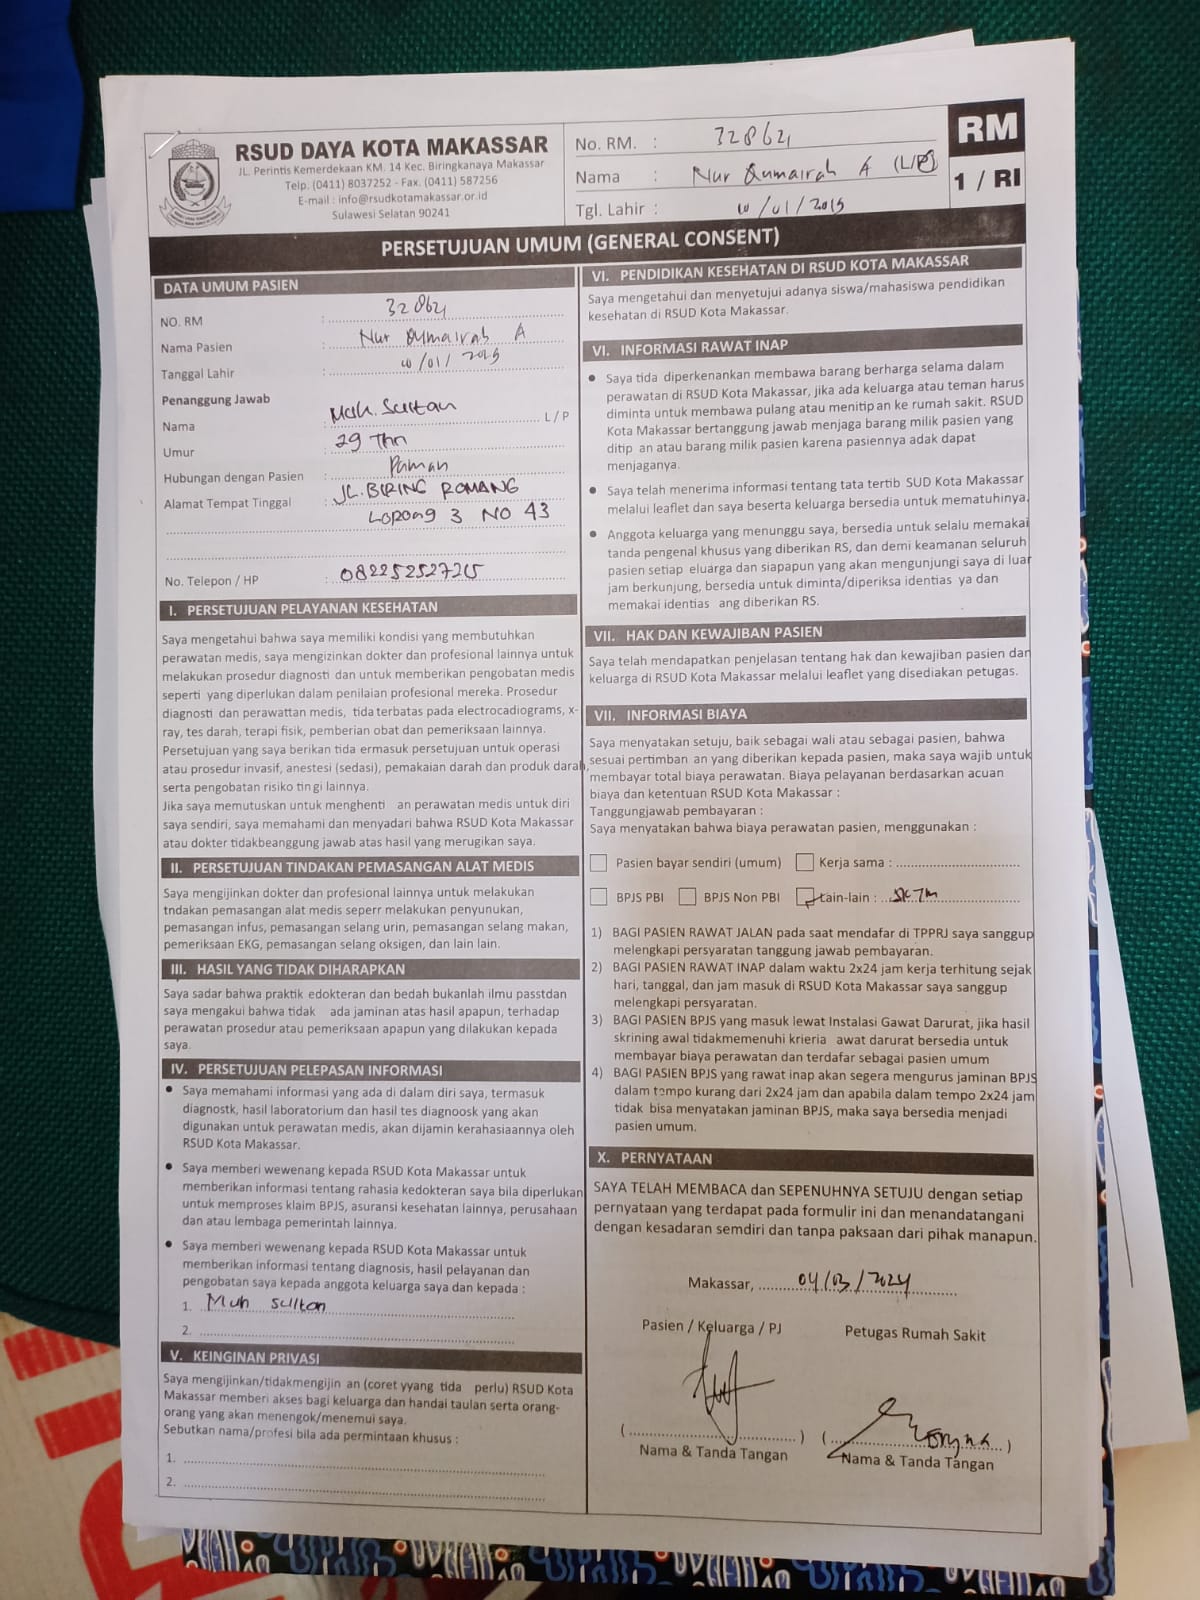 RSUD DAYA KOTA MAKASSAR
JL. Perintis Kemerdekaan KM. 14 Kec. Biringkanaya Makassar
Telp. (0411) 8037252 - Fax. (0411) 587256
E-mail : info@rsudkotamakassar.or.id
Sulawesi Selatan 90241
No. RM. :
Nama : Nur Qumairah A (L/P)
Tgl. Lahir :
RM
1 / RI
PERSETUJUAN UMUM (GENERAL CONSENT)
DATA UMUM PASIEN
NO. RM :
Nama Pasien : Nur Qumairah A
Tanggal Lahir :
Penanggung Jawab
Nama : Muh. Sultan L/P
Umur : 29 Thn
Hubungan dengan Pasien : Paman
Alamat Tempat Tinggal : JL. BIRING ROMANG
3 NO 43
No. Telepon / HP :
I. PERSETUJUAN PELAYANAN KESEHATAN
Saya mengetahui bahwa saya memiliki kondisi yang membutuhkan
perawatan medis, saya mengizinkan dokter dan profesional lainnya untuk
melakukan prosedur diagnosti dan untuk memberikan pengobatan medis
seperti yang diperlukan dalam penilaian profesional mereka. Prosedur
diagnosti dan perawattan medis, tida terbatas pada electrocadiograms, x-
ray, tes darah, terapi fisik, pemberian obat dan pemeriksaan lainnya.
Persetujuan yang saya berikan tida ermasuk persetujuan untuk operasi
atau prosedur invasif, anestesi (sedasi), pemakaian darah dan produk darah,
serta pengobatan risiko tin gi lainnya.
Jika saya memutuskan untuk menghenti an perawatan medis untuk diri
saya sendiri, saya memahami dan menyadari bahwa RSUD Kota Makassar
atau dokter tidakbeanggung jawab atas hasil yang merugikan saya.
II. PERSETUJUAN TINDAKAN PEMASANGAN ALAT MEDIS
Saya mengijinkan dokter dan profesional lainnya untuk melakukan
tndakan pemasangan alat medis seperr melakukan penyunukan,
pemasangan infus, pemasangan selang urin, pemasangan selang makan,
pemeriksaan EKG, pemasangan selang oksigen, dan lain lain.
III. HASIL YANG TIDAK DIHARAPKAN
Saya sadar bahwa praktik edokteran dan bedah bukanlah ilmu passtdan
saya mengakui bahwa tidak ada jaminan atas hasil apapun, terhadap
perawatan prosedur atau pemeriksaan apapun yang dilakukan kepada
saya.
IV. PERSETUJUAN PELEPASAN INFORMASI
• Saya memahami informasi yang ada di dalam diri saya, termasuk
diagnostk, hasil laboratorium dan hasil tes diagnoosk yang akan
digunakan untuk perawatan medis, akan dijamin kerahasiaannya oleh
RSUD Kota Makassar.
• Saya memberi wewenang kepada RSUD Kota Makassar untuk
memberikan informasi tentang rahasia kedokteran saya bila diperlukan
untuk memproses klaim BPJS, asuransi kesehatan lainnya, perusahaan
dan atau lembaga pemerintah lainnya.
• Saya memberi wewenang kepada RSUD Kota Makassar untuk
memberikan informasi tentang diagnosis, hasil pelayanan dan
pengobatan saya kepada anggota keluarga saya dan kepada :
1. Muh Sultan
2.
V. KEINGINAN PRIVASI
Saya mengijinkan/tidakmengijin an (coret yyang tida perlu) RSUD Kota
Makassar memberi akses bagi keluarga dan handai taulan serta orang-
orang yang akan menengok/menemui saya.
Sebutkan nama/profesi bila ada permintaan khusus :
1.
2.
VI. PENDIDIKAN KESEHATAN DI RSUD KOTA MAKASSAR
Saya mengetahui dan menyetujui adanya siswa/mahasiswa pendidikan
kesehatan di RSUD Kota Makassar.
VI. INFORMASI RAWAT INAP
• Saya tida diperkenankan membawa barang berharga selama dalam
perawatan di RSUD Kota Makassar, jika ada keluarga atau teman harus
diminta untuk membawa pulang atau menitip an ke rumah sakit. RSUD
Kota Makassar bertanggung jawab menjaga barang milik pasien yang
ditip an atau barang milik pasien karena pasiennya adak dapat
menjaganya.
• Saya telah menerima informasi tentang tata tertib SUD Kota Makassar
melalui leaflet dan saya beserta keluarga bersedia untuk mematuhinya.
• Anggota keluarga yang menunggu saya, bersedia untuk selalu memakai
tanda pengenal khusus yang diberikan RS, dan demi keamanan seluruh
pasien setiap eluarga dan siapapun yang akan mengunjungi saya di luar
jam berkunjung, bersedia untuk diminta/diperiksa identias ya dan
memakai identias ang diberikan RS.
VII. HAK DAN KEWAJIBAN PASIEN
Saya telah mendapatkan penjelasan tentang hak dan kewajiban pasien dan
keluarga di RSUD Kota Makassar melalui leaflet yang disediakan petugas.
VII. INFORMASI BIAYA
Saya menyatakan setuju, baik sebagai wali atau sebagai pasien, bahwa
sesuai pertimban an yang diberikan kepada pasien, maka saya wajib untuk
membayar total biaya perawatan. Biaya pelayanan berdasarkan acuan
biaya dan ketentuan RSUD Kota Makassar :
Tanggungjawab pembayaran :
Saya menyatakan bahwa biaya perawatan pasien, menggunakan :
Pasien bayar sendiri (umum) Kerja sama :
BPJS PBI BPJS Non PBI Lain-lain : SKTM
1) BAGI PASIEN RAWAT JALAN pada saat mendafar di TPPRJ saya sanggup
melengkapi persyaratan tanggung jawab pembayaran.
2) BAGI PASIEN RAWAT INAP dalam waktu 2x24 jam kerja terhitung sejak
hari, tanggal, dan jam masuk di RSUD Kota Makassar saya sanggup
melengkapi persyaratan.
3) BAGI PASIEN BPJS yang masuk lewat Instalasi Gawat Darurat, jika hasil
skrining awal tidakmemenuhi krieria awat darurat bersedia untuk
membayar biaya perawatan dan terdafar sebagai pasien umum
4) BAGI PASIEN BPJS yang rawat inap akan segera mengurus jaminan BPJS
dalam tempo kurang dari 2x24 jam dan apabila dalam tempo 2x24 jam
tidak bisa menyatakan jaminan BPJS, maka saya bersedia menjadi
pasien umum.
X. PERNYATAAN
SAYA TELAH MEMBACA dan SEPENUHNYA SETUJU dengan setiap
pernyataan yang terdapat pada formulir ini dan menandatangani
dengan kesadaran semdiri dan tanpa paksaan dari pihak manapun.
Makassar, 04/03/2024
Pasien / Keluarga / PJ Petugas Rumah Sakit
Nama & Tanda Tangan Nama & Tanda Tangan